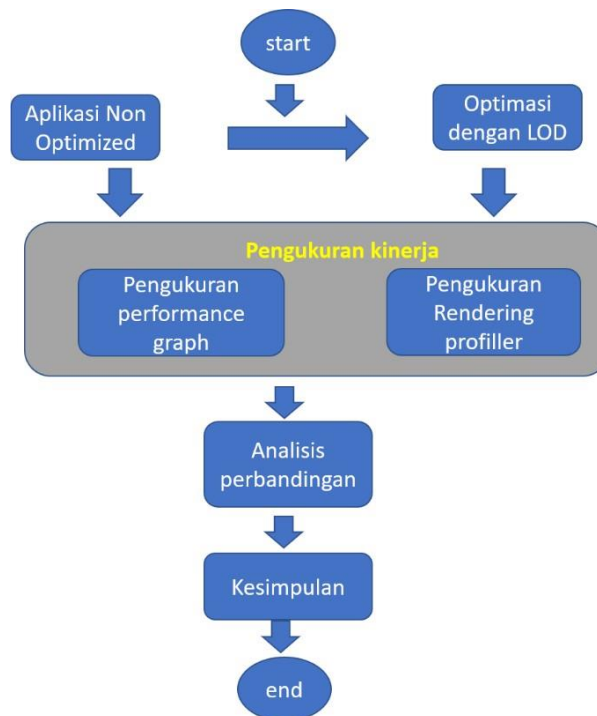 start
Aplikasi Non
Optimized
Optimasi
dengan LOD
Pengukuran kinerja
Pengukuran
performance
graph
Pengukuran
Rendering
profiller
Analisis
perbandingan
Kesimpulan
end